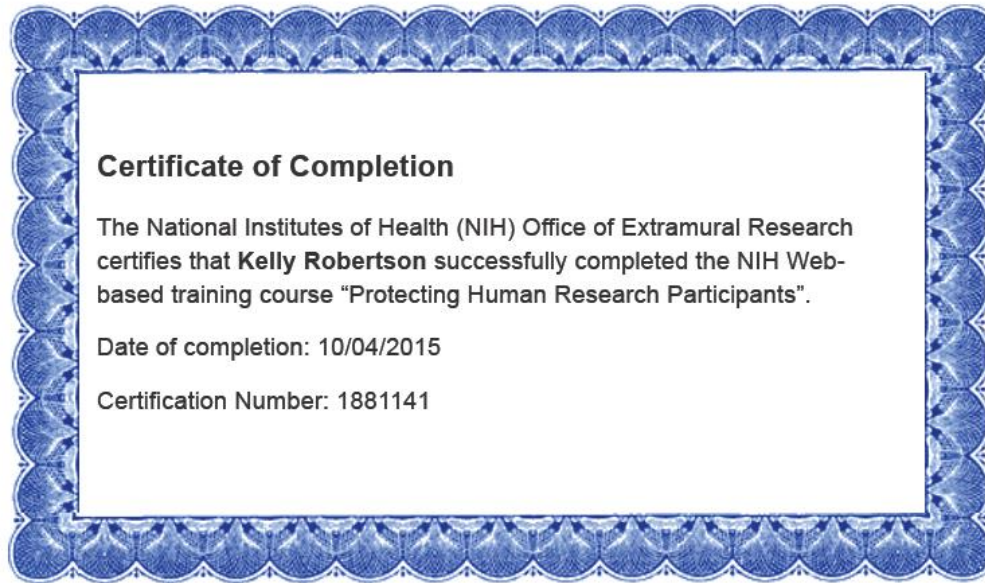 Certificate of Completion
The National Institutes of Health (NIH) Office of Extramural Research
certifies that Kelly Robertson successfully completed the NIH Web-
based training course “Protecting Human Research Participants”.
Date of completion: 10/04/2015
Certification Number: 1881141